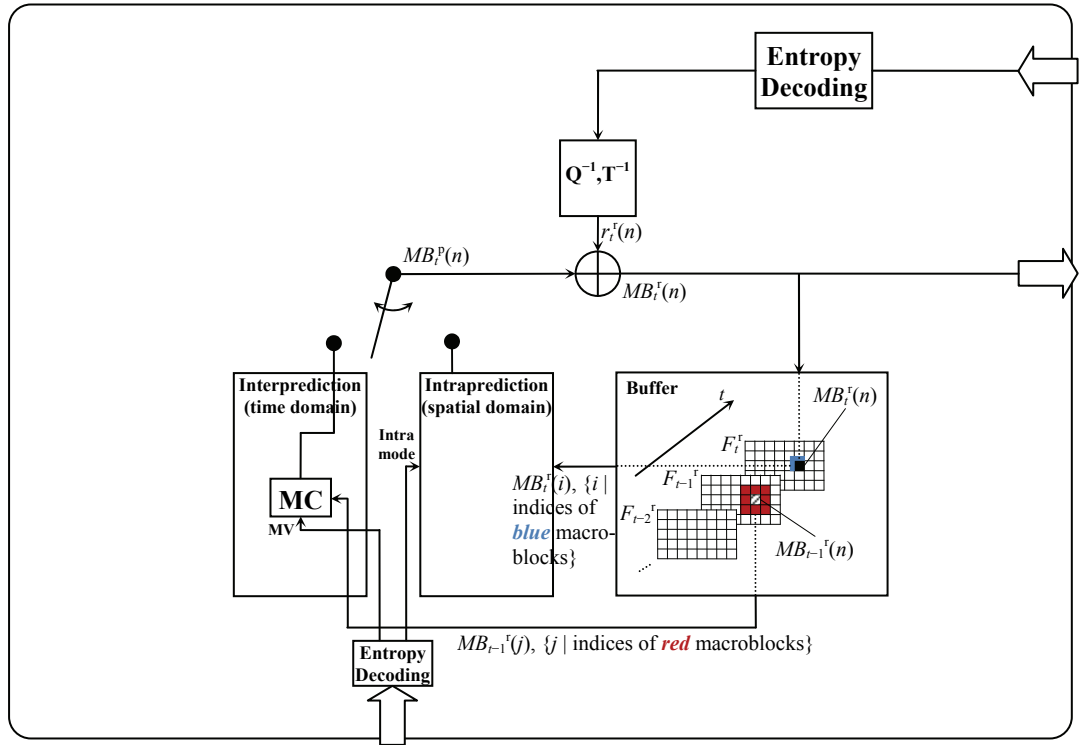 Entropy
Decoding
Q⁻¹,T⁻¹
r_t^r(n)
MB_t^p(n)
MB_t^r(n)
Interprediction
(time domain)
Intraprediction
(spatial domain)
Buffer
t
MB_t^r(n)
Intra
mode
F_t^r
F_{t−1}^r
F_{t−2}^r
MB_t^r(i), {i |
indices of
blue macro-
blocks}
MC
MV
MB_{t−1}^r(n)
MB_{t−1}^r(j), {j | indices of red macroblocks}
Entropy
Decoding